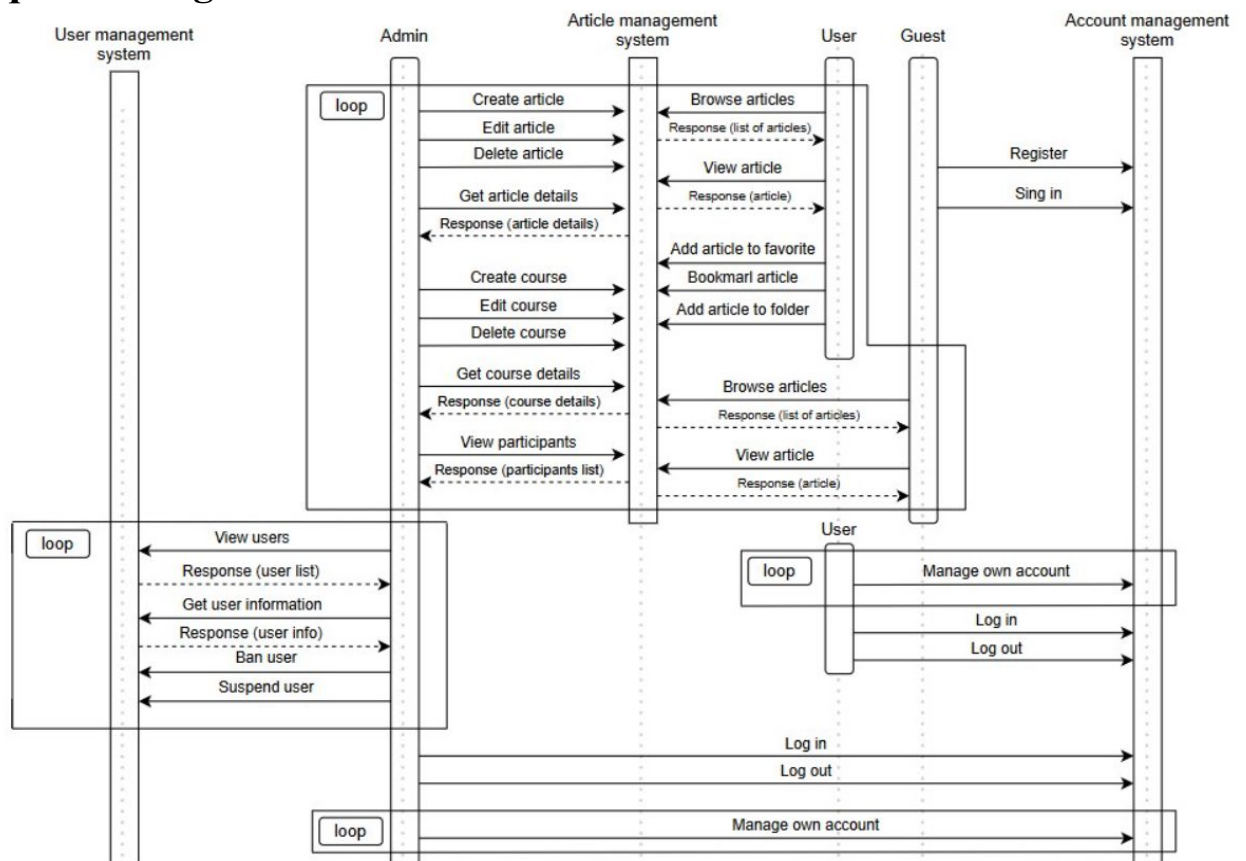 User management
system
Admin
Article management
system
User
Guest
Account management
system
loop
Create article
Browse articles
Edit article
Response (list of articles)
Delete article
View article
Register
Get article details
Response (article)
Sing in
Response (article details)
Add article to favorite
Create course
Bookmarl article
Edit course
Add article to folder
Delete course
Get course details
Browse articles
Response (course details)
Response (list of articles)
View participants
View article
Response (participants list)
Response (article)
loop
View users
User
Response (user list)
loop
Manage own account
Get user information
Log in
Response (user info)
Log out
Ban user
Suspend user
Log in
Log out
loop
Manage own account